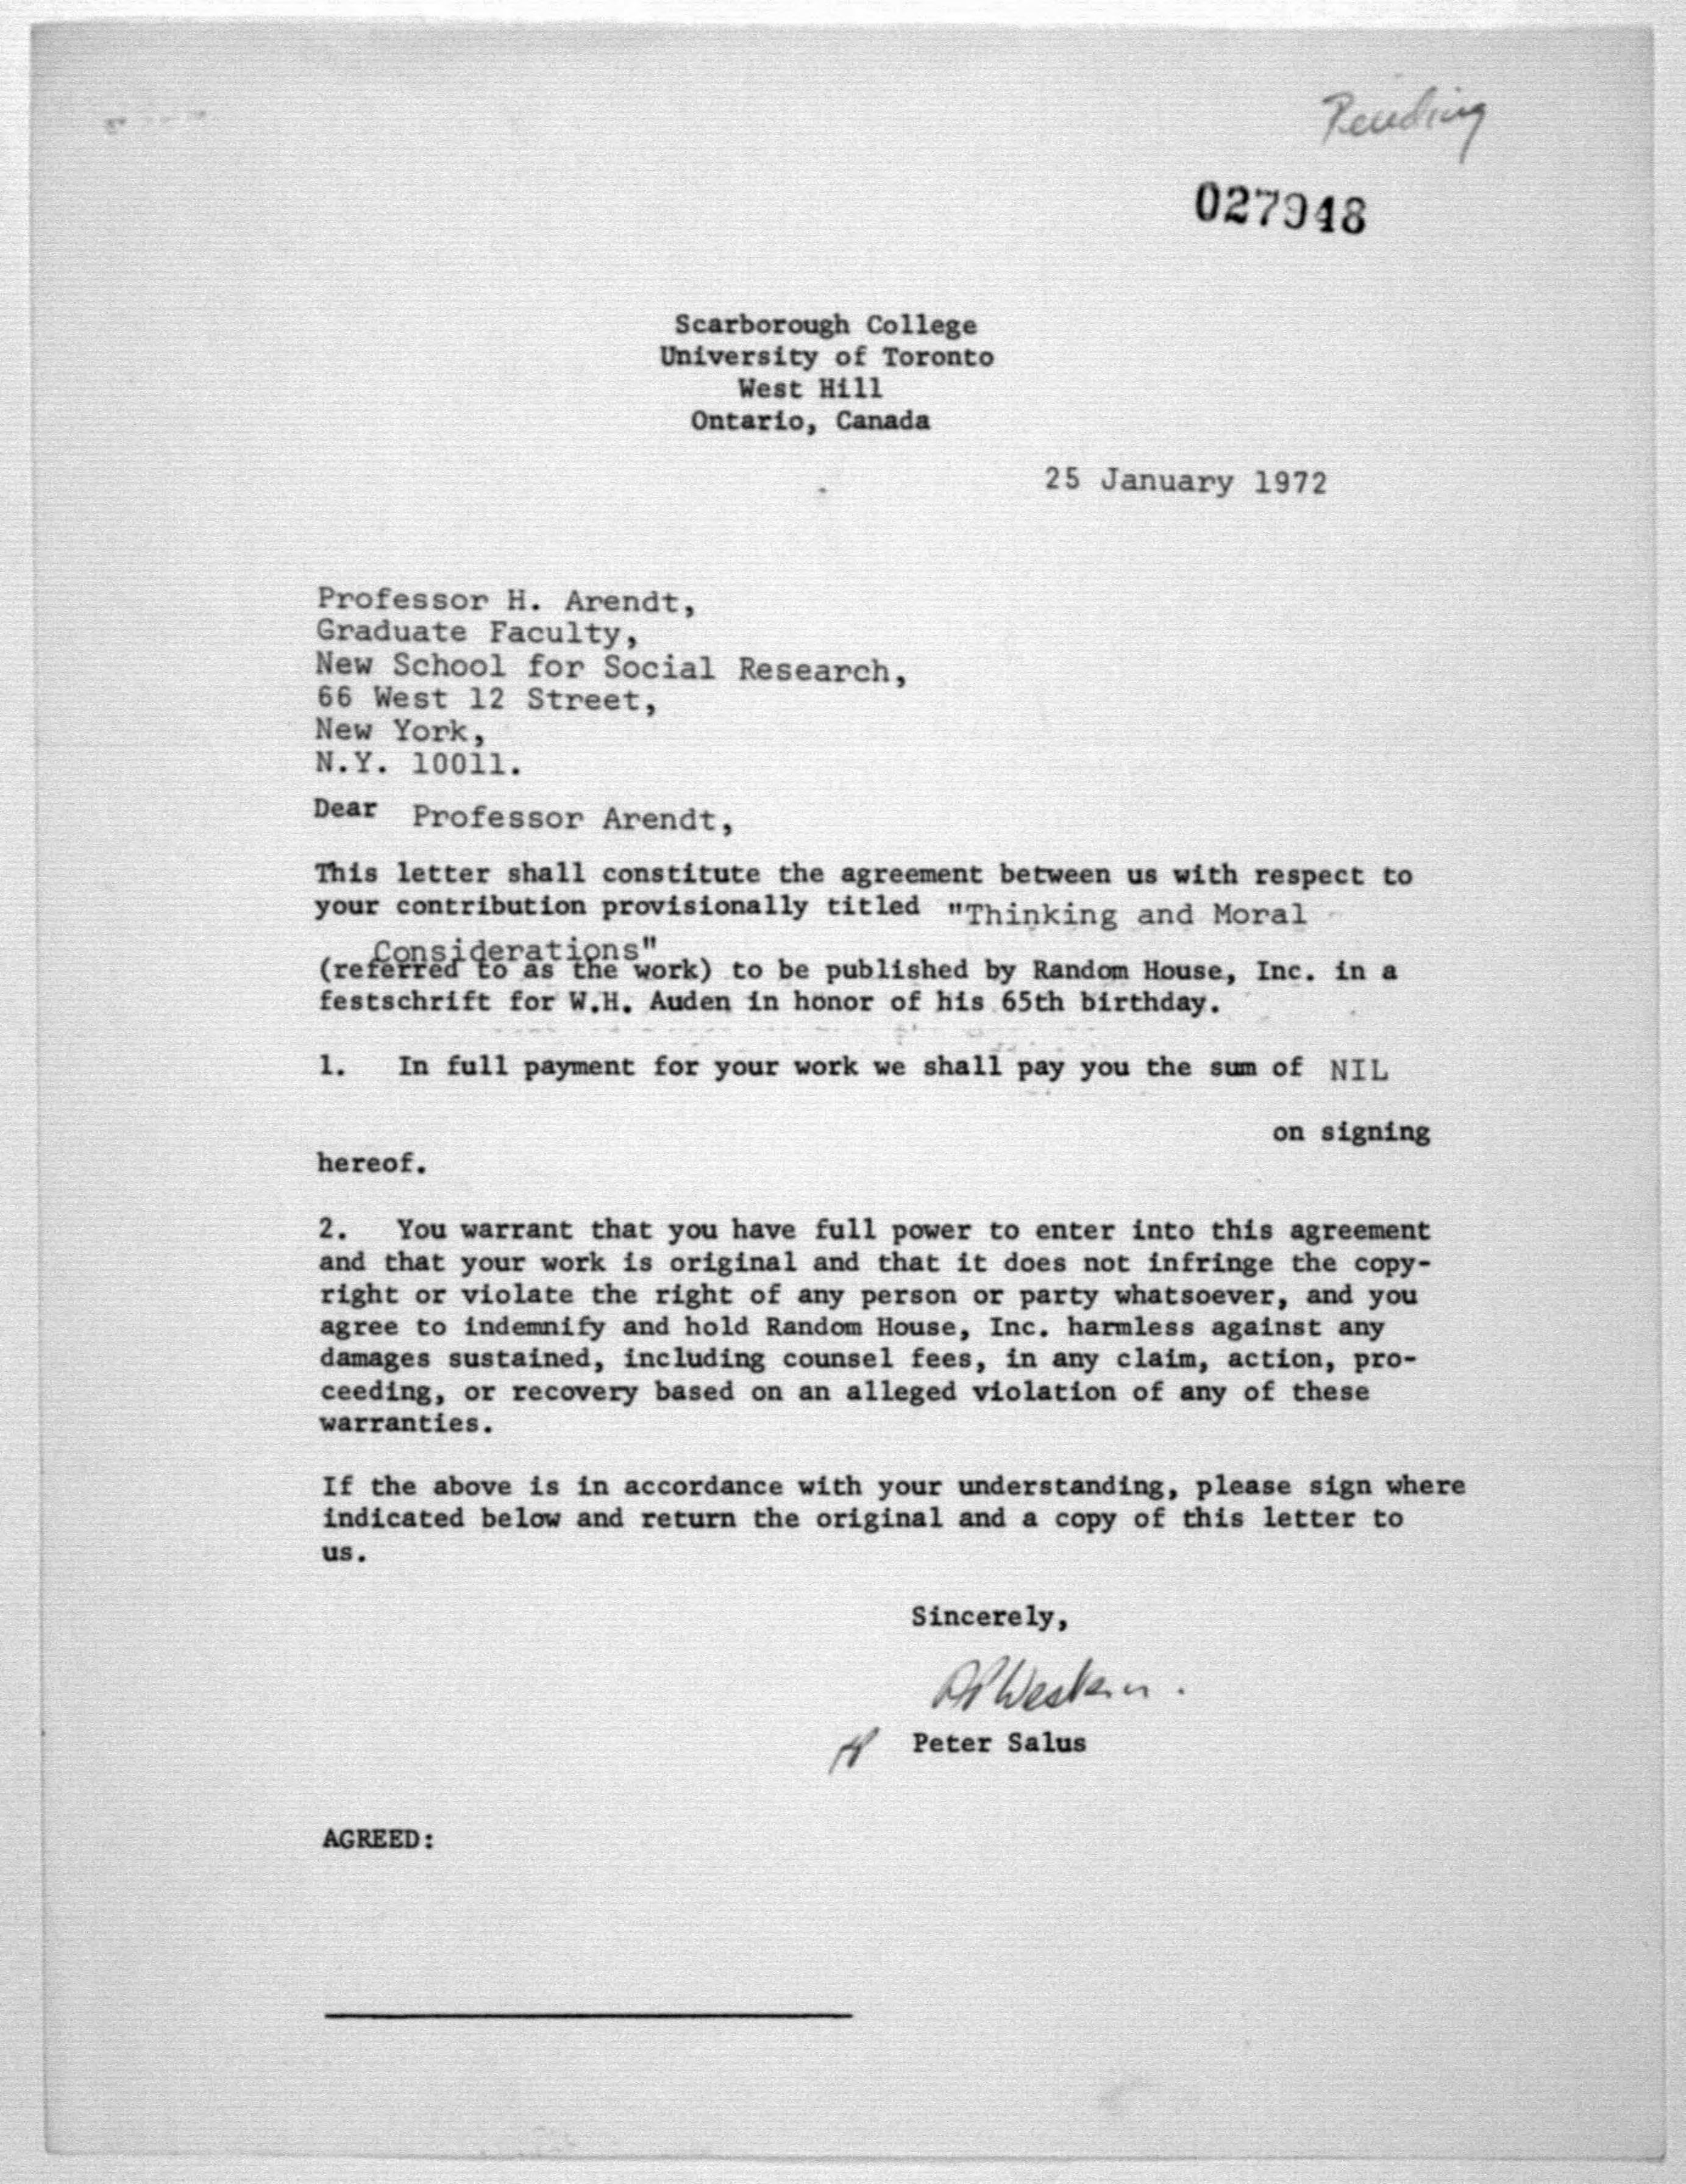 Pending
027948
Scarborough College
University of Toronto
West Hill
Ontario, Canada
25 January 1972
Professor H. Arendt,
Graduate Faculty,
New School for Social Research,
66 West 12 Street,
New York,
N.Y. 10011.
Dear Professor Arendt,
This letter shall constitute the agreement between us with respect to
your contribution provisionally titled "Thinking and Moral
Considerations"
(referred to as the work) to be published by Random House, Inc. in a
festschrift for W.H. Auden in honor of his 65th birthday.
1. In full payment for your work we shall pay you the sum of NIL
on signing
hereof.
2. You warrant that you have full power to enter into this agreement
and that your work is original and that it does not infringe the copy-
right or violate the right of any person or party whatsoever, and you
agree to indemnify and hold Random House, Inc. harmless against any
damages sustained, including counsel fees, in any claim, action, pro-
ceeding, or recovery based on an alleged violation of any of these
warranties.
If the above is in accordance with your understanding, please sign where
indicated below and return the original and a copy of this letter to
us.
Sincerely,
Peter Salus
AGREED: